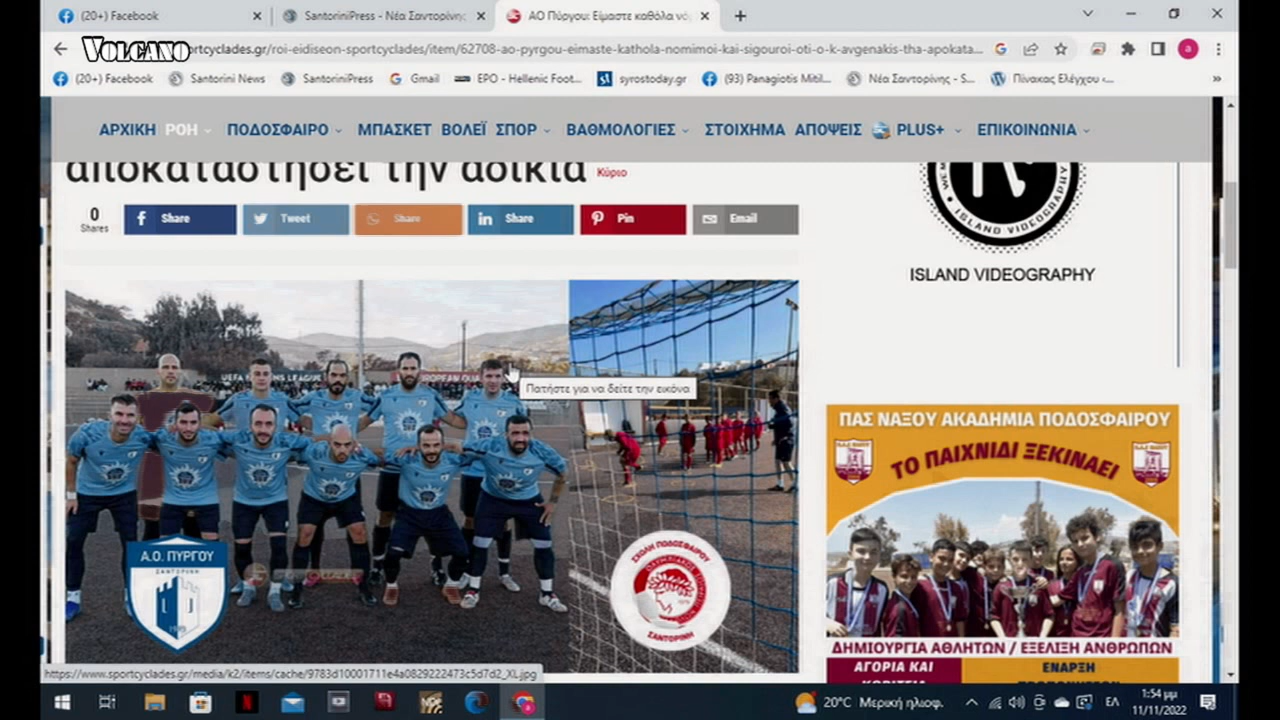 (20+) Facebook
SantoriniPress - Νέα Σαντορίνης
ΑΟ Πύργου: Είμαστε καθόλα νό
VOLCANO
rtcyclades.gr/roi-eidiseon-sportcyclades/item/62708-ao-pyrgou-eimaste-kathola-nomimoi-kai-sigouroi-oti-o-k-avgenakis-tha-apokata...
(20+) Facebook
Santorini News
SantoriniPress
Gmail
EPO - Hellenic Foot...
syrostoday.gr
(93) Panagiotis Mitil...
Νέα Σαντορίνης - S...
Πίνακας Ελέγχου ‹...
»
ΑΡΧΙΚΗ ΡΟΗ ΠΟΔΟΣΦΑΙΡΟ ΜΠΑΣΚΕΤ ΒΟΛΕΪ ΣΠΟΡ ΒΑΘΜΟΛΟΓΙΕΣ ΣΤΟΙΧΗΜΑ ΑΠΟΨΕΙΣ PLUS+ ΕΠΙΚΟΙΝΩΝΙΑ
αποκαταστήσει την αδικία Κύριο
0
Shares
Share
Tweet
Share
Share
Pin
Email
ISLAND VIDEOGRAPHY
ISLAND VIDEOGRAPHY
UEFA
Πατήστε για να δείτε την εικόνα
Α.Ο. ΠΥΡΓΟΥ
ΣΑΝΤΟΡΙΝΗΣ
ΣΧΟΛΗ ΠΟΔΟΣΦΑΙΡΟΥ
ΣΑΝΤΟΡΙΝΗ
ΠΑΣ ΝΑΞΟΥ ΑΚΑΔΗΜΙΑ ΠΟΔΟΣΦΑΙΡΟΥ
ΤΟ ΠΑΙΧΝΙΔΙ ΞΕΚΙΝΑΕΙ
ΔΗΜΙΟΥΡΓΙΑ ΑΘΛΗΤΩΝ / ΕΞΕΛΙΞΗ ΑΝΘΡΩΠΩΝ
ΑΓΟΡΙΑ ΚΑΙ
ΕΝΑΡΞΗ
https://www.sportcyclades.gr/media/k2/items/cache/9783d10001711e4a0829222473c5d7d2_XL.jpg
20°C Μερική ηλιοφ.
ΕΛ
1:54 μμ
11/11/2022